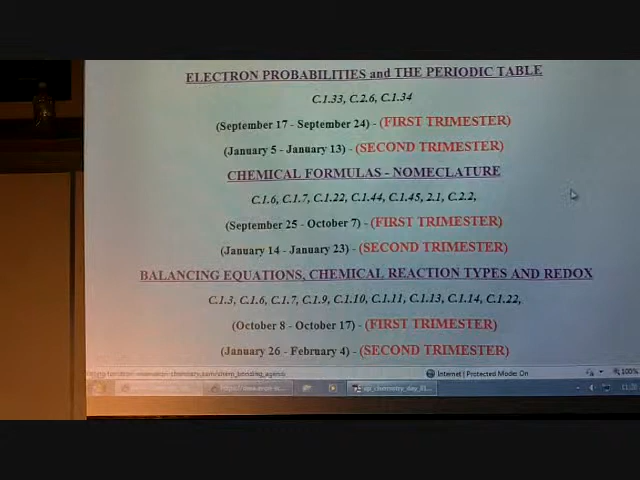 ELECTRON PROBABILITIES and THE PERIODIC TABLE
C.1.33, C.2.6, C.1.34
(September 17 - September 24) - (FIRST TRIMESTER)
(January 5 - January 13) - (SECOND TRIMESTER)
CHEMICAL FORMULAS - NOMECLATURE
C.1.6, C.1.7, C.1.22, C.1.44, C.1.45, 2.1, C.2.2,
(September 25 - October 7) - (FIRST TRIMESTER)
(January 14 - January 23) - (SECOND TRIMESTER)
BALANCING EQUATIONS, CHEMICAL REACTION TYPES AND REDOX
C.1.3, C.1.6, C.1.7, C.1.9, C.1.10, C.1.11, C.1.13, C.1.14, C.1.22,
(October 8 - October 17) - (FIRST TRIMESTER)
(January 26 - February 4) - (SECOND TRIMESTER)
Internet | Protected Mode: On
100%